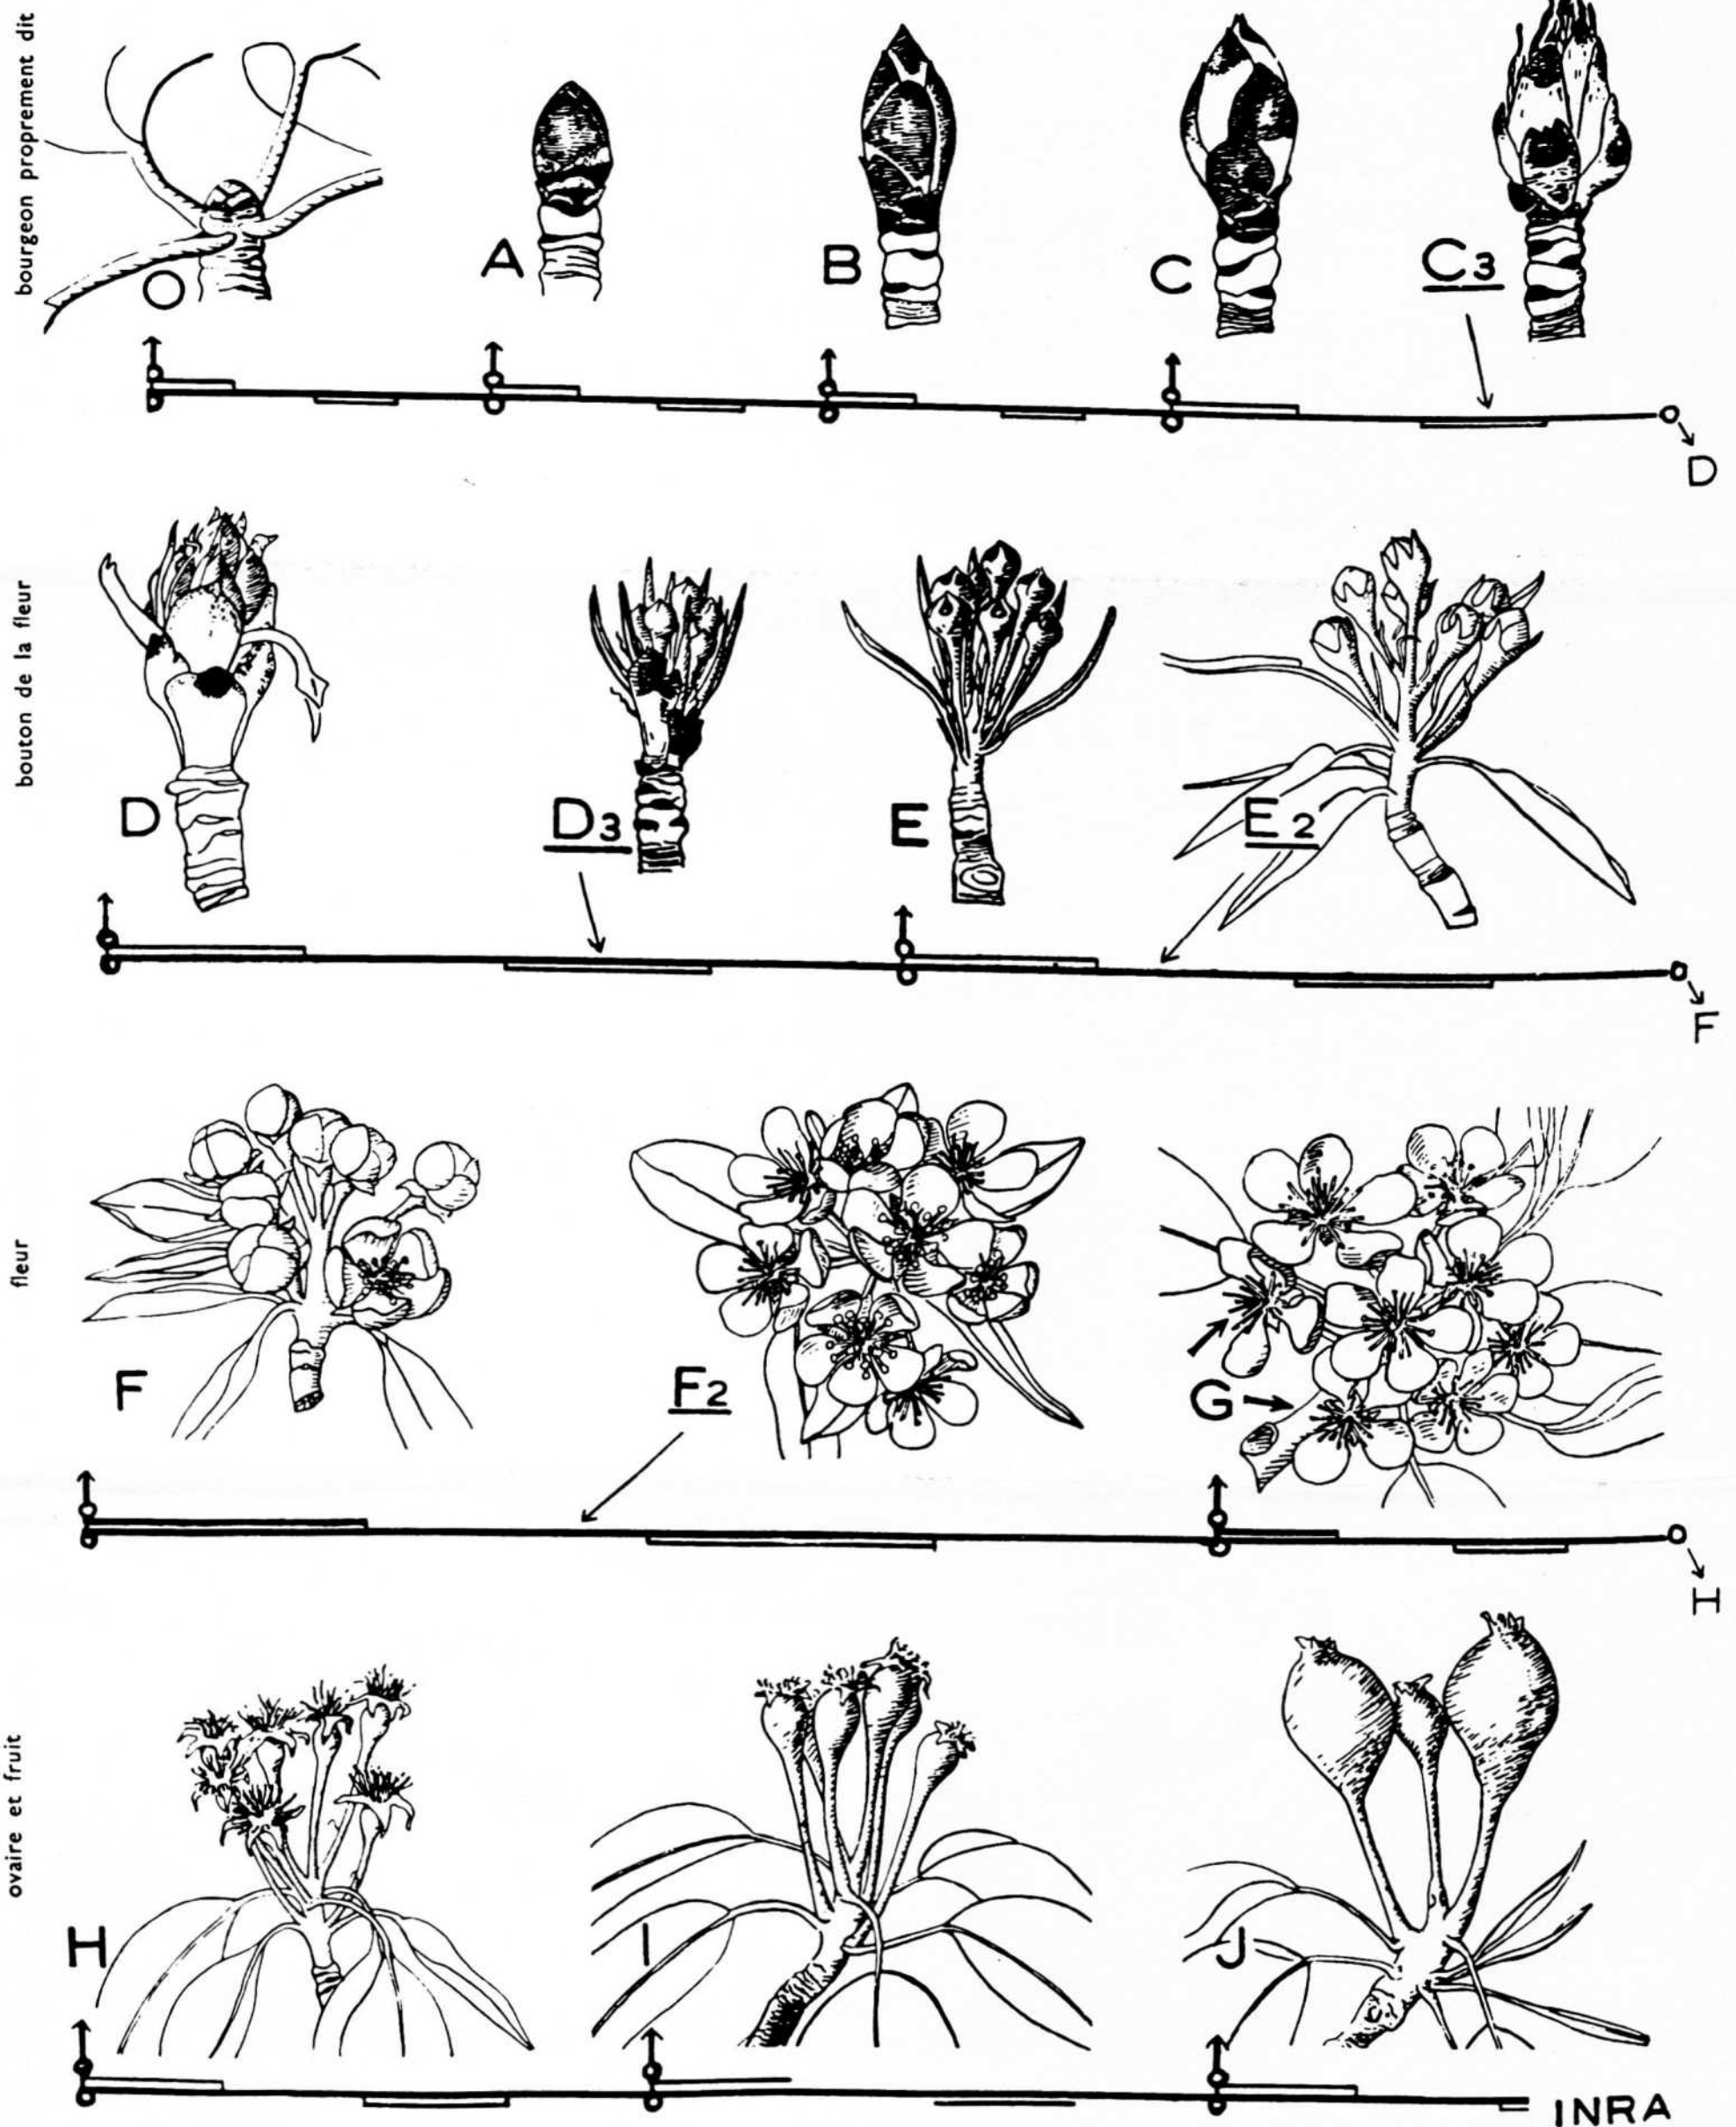 bourgeon proprement dit
O
A
B
C
C3
D
bouton de la fleur
D
D3
E
E2
F
fleur
F
F2
G
H
ovaire et fruit
H
I
J
INRA